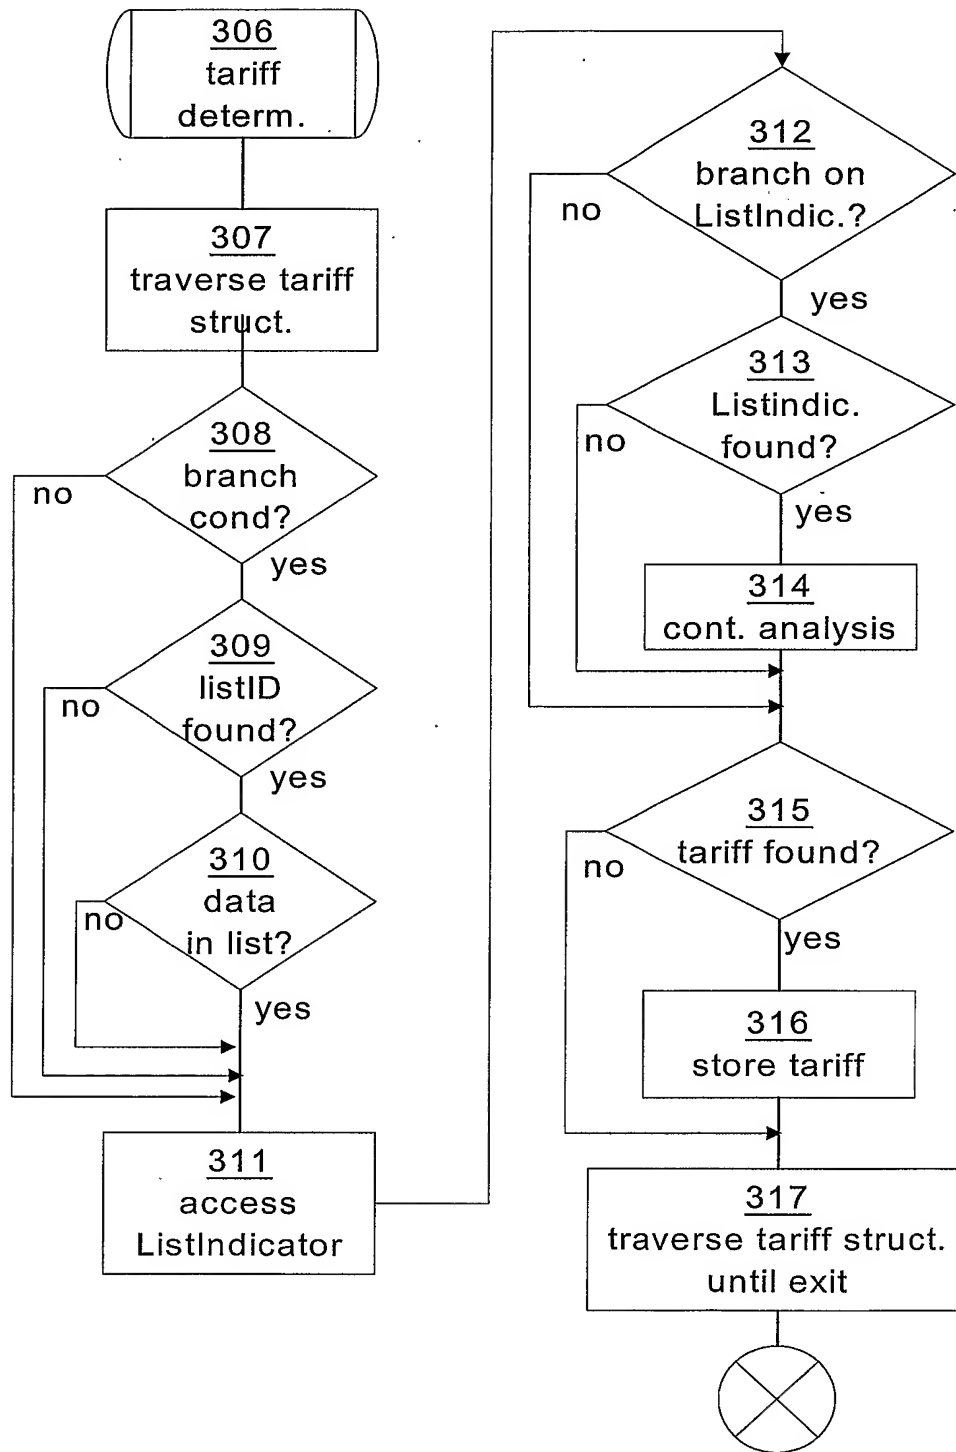 306
tariff
determ.
307
traverse tariff
struct.
308
branch
cond?
no
yes
309
listID
found?
no
yes
310
data
in list?
no
yes
311
access
ListIndicator
312
branch on
ListIndic.?
no
yes
313
Listindic.
found?
no
yes
314
cont. analysis
315
tariff found?
no
yes
316
store tariff
317
traverse tariff struct.
until exit